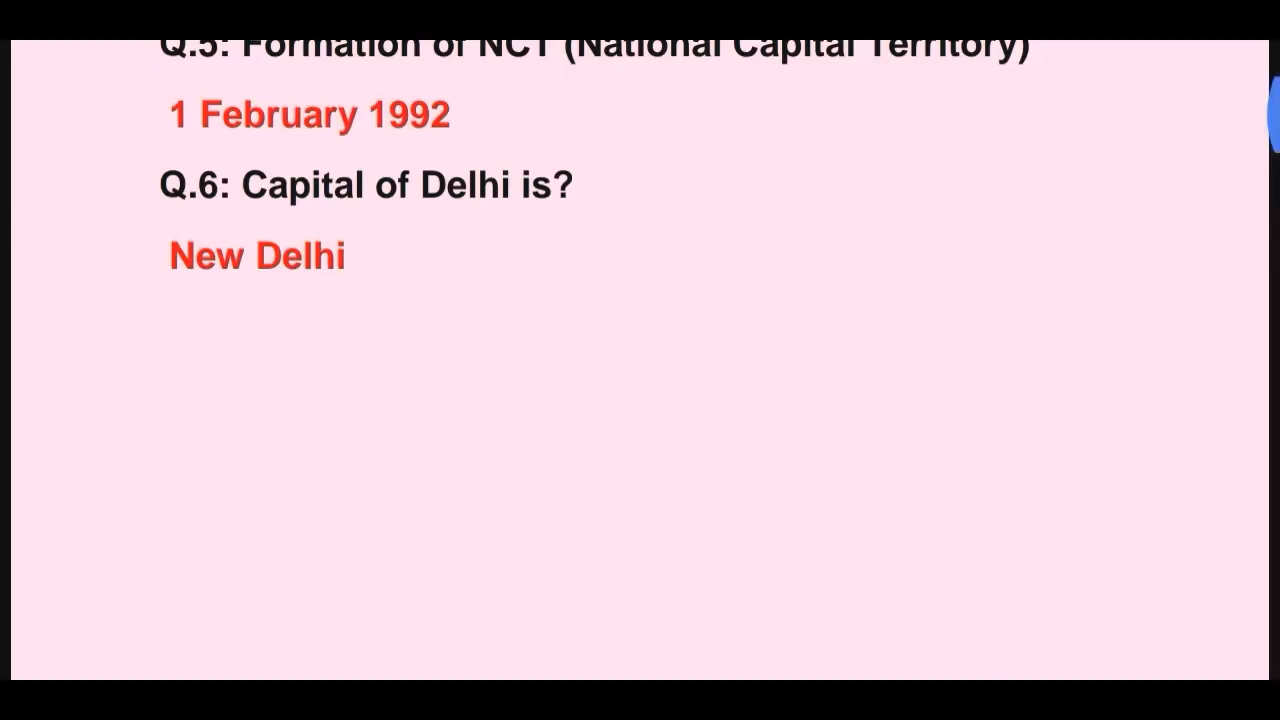 Q.5: Formation of NCT (National Capital Territory)
1 February 1992
Q.6: Capital of Delhi is?
New Delhi